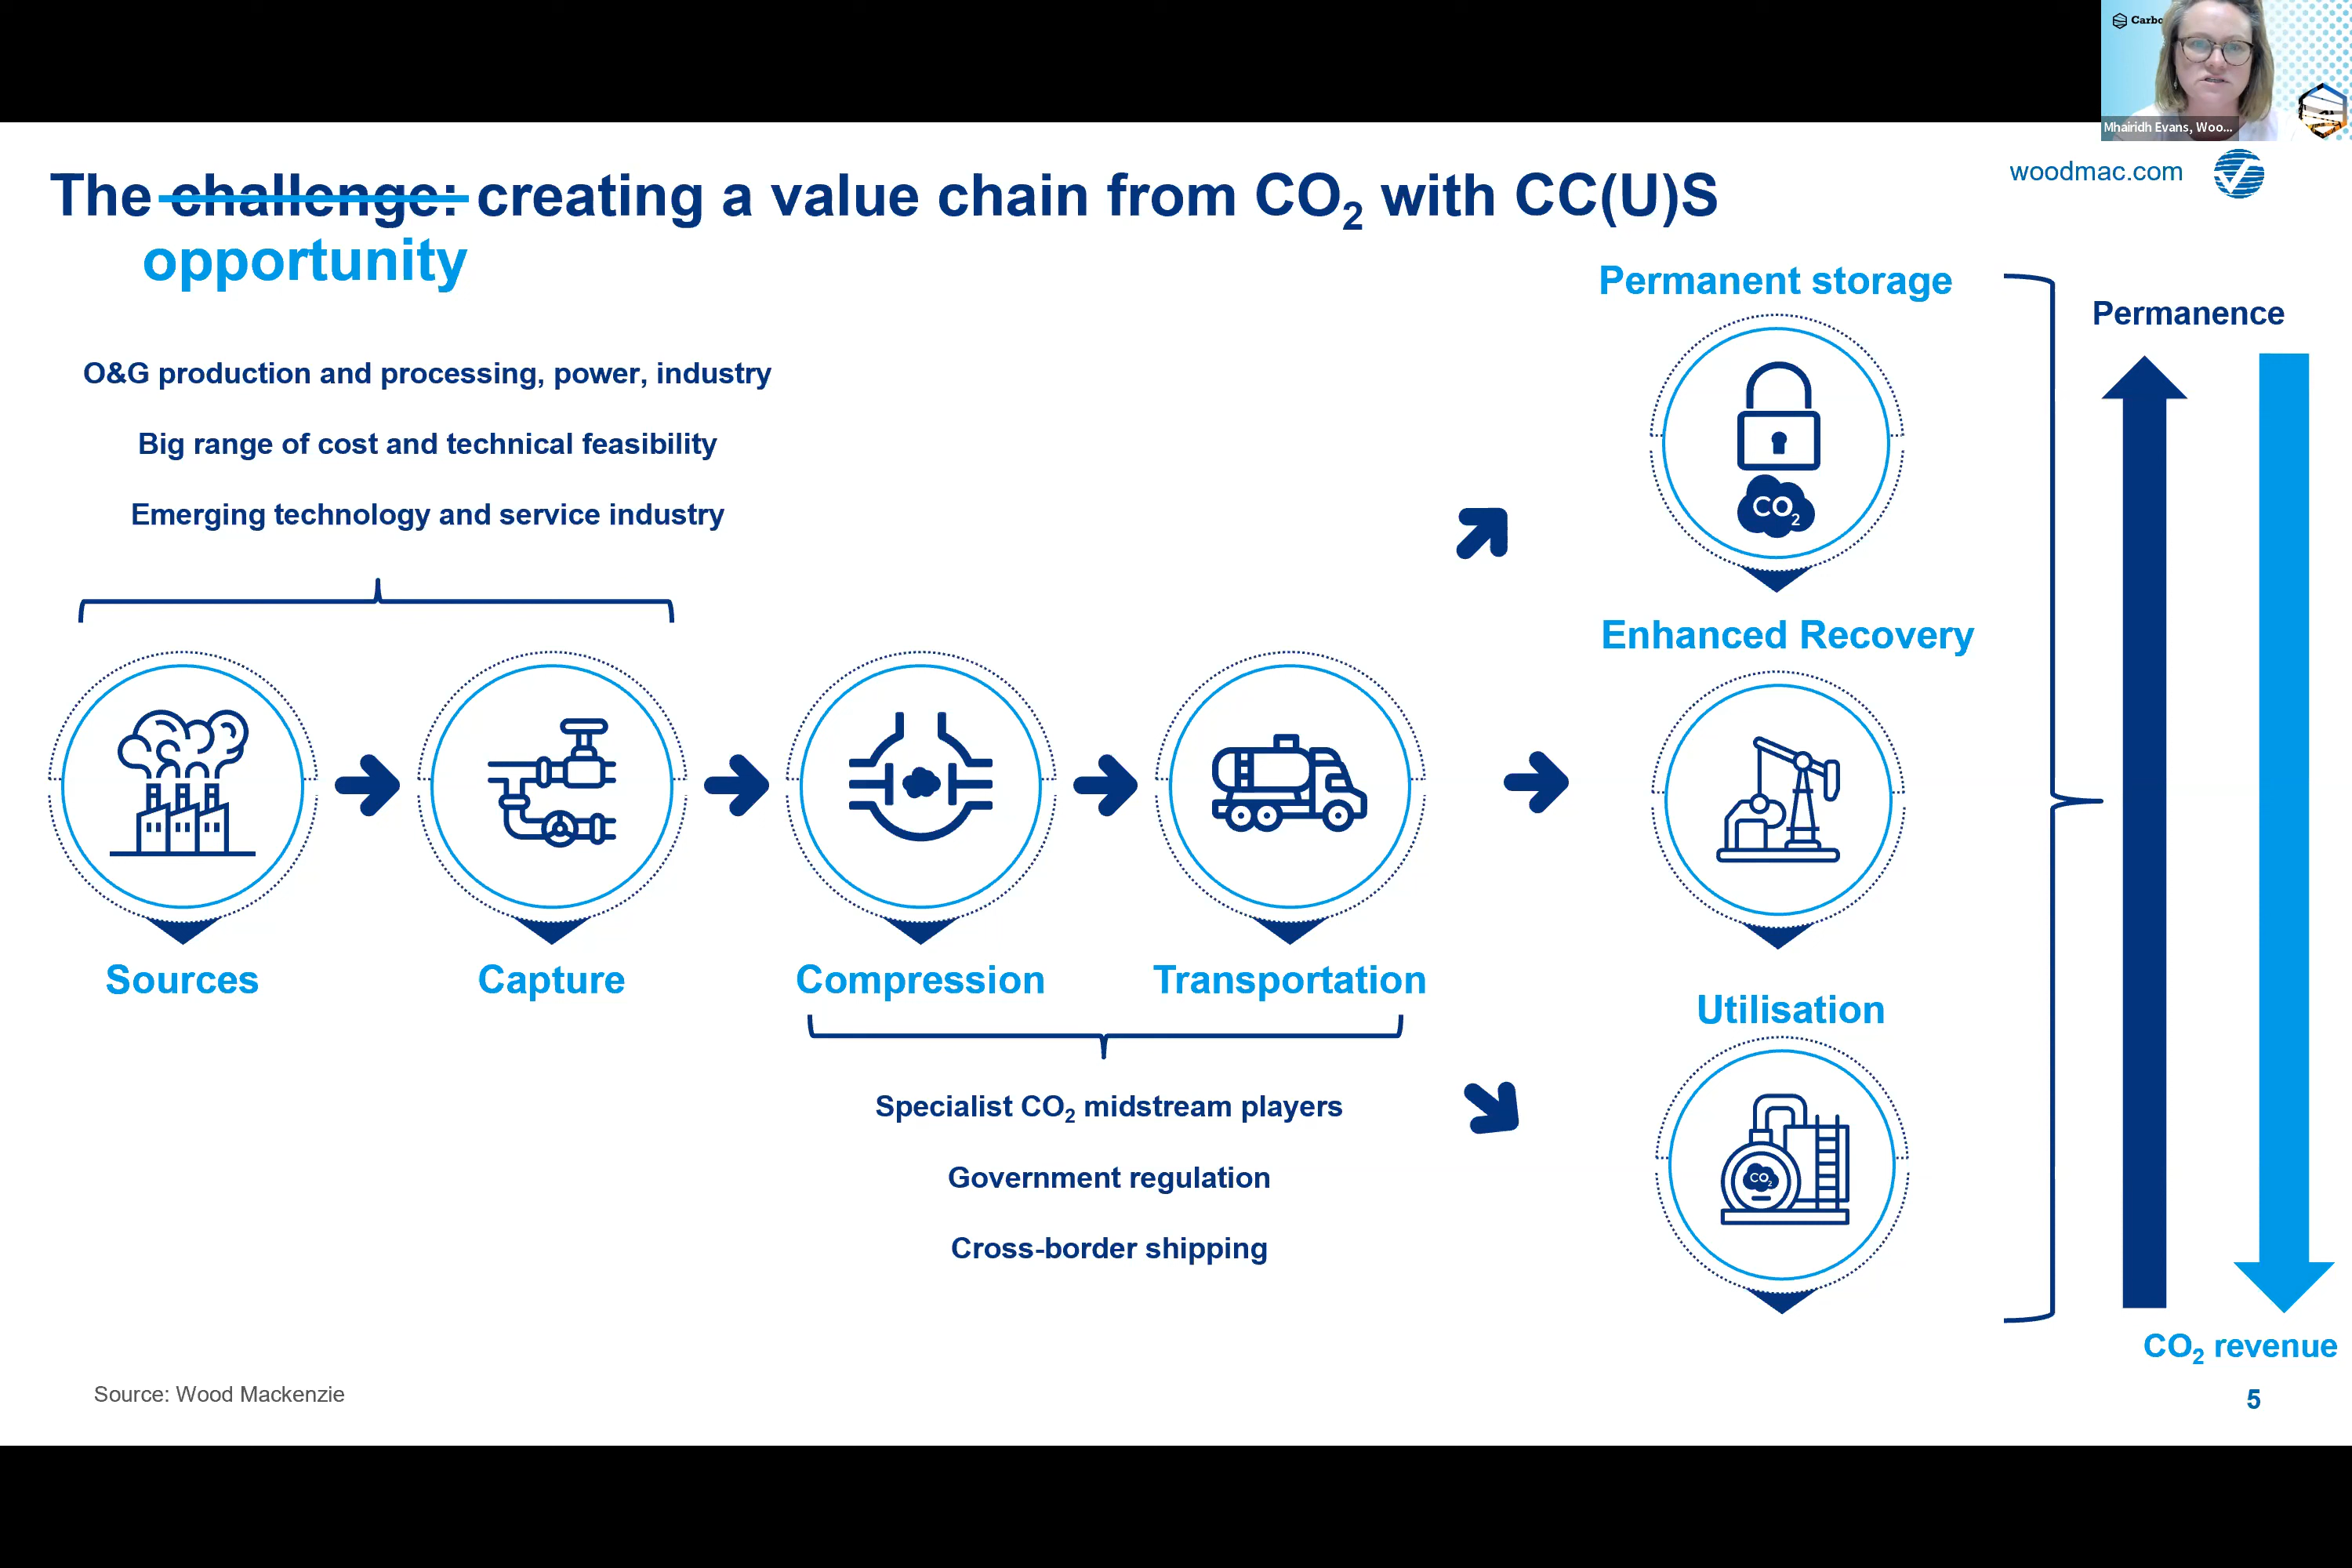 Carbo
Mhairidh Evans, Woo...
woodmac.com
The challenge: creating a value chain from CO₂ with CC(U)S
opportunity
Permanent storage
Permanence
O&G production and processing, power, industry
Big range of cost and technical feasibility
Emerging technology and service industry
CO₂
Enhanced Recovery
Sources
Capture
Compression
Transportation
Utilisation
Specialist CO₂ midstream players
Government regulation
Cross-border shipping
CO₂
CO₂ revenue
Source: Wood Mackenzie
5